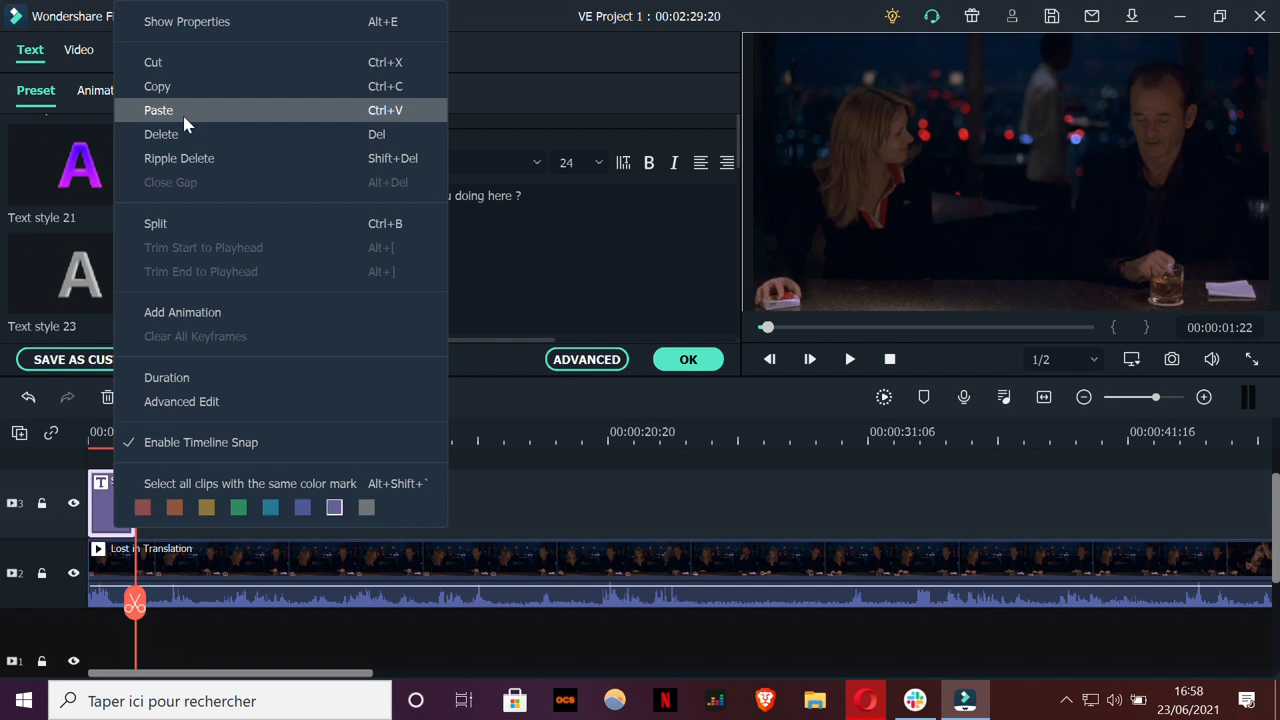 Wondershare Fi
VE Project 1 : 00:02:29:20
Show Properties Alt+E
Text Video
Cut Ctrl+X
Copy Ctrl+C
Preset Animat
Paste Ctrl+V
Delete Del
Ripple Delete Shift+Del
Close Gap Alt+Del
24 B I
A
u doing here ?
Text style 21
Split Ctrl+B
Trim Start to Playhead Alt+[
Trim End to Playhead Alt+]
A
Add Animation
Text style 23
Clear All Keyframes
{ } 00:00:01:22
SAVE AS CUS
ADVANCED
OK
1/2
Duration
Advanced Edit
00:0
00:00:20:20
00:00:31:06
00:00:41:16
Enable Timeline Snap
Select all clips with the same color mark Alt+Shift+`
T
3
Lost in Translation
2
1
Taper ici pour rechercher
OCS
N
16:58
23/06/2021